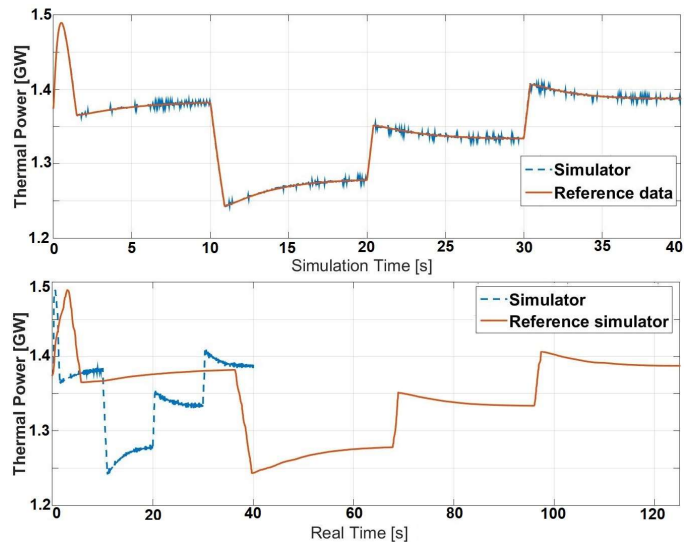 1.5
1.4
1.3
1.2
Thermal Power [GW]
0 5 10 15 20 25 30 35 40
Simulation Time [s]
Simulator
Reference data
1.5
1.4
1.3
1.2
Thermal Power [GW]
0 20 40 60 80 100 120
Real Time [s]
Simulator
Reference simulator